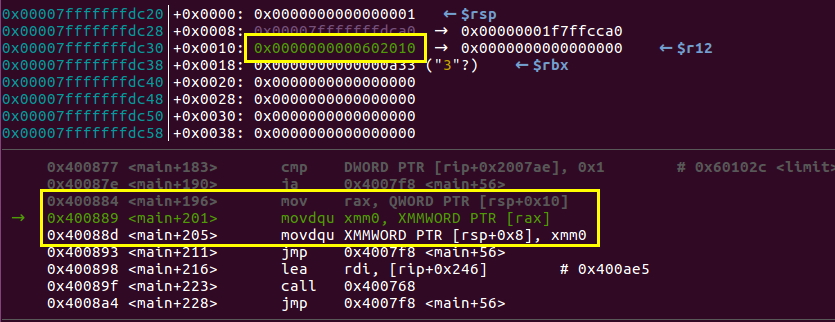 0x00007fffffffdc20 +0x0000: 0x0000000000000001 ←$rsp
0x00007fffffffdc28 +0x0008: 0x00007fffffffdca0 → 0x00000001f7ffcca0
0x00007fffffffdc30 +0x0010: 0x0000000000602010 → 0x0000000000000000 ←$r12
0x00007fffffffdc38 +0x0018: 0x0000000000000a33 ("3"?) ←$rbx
0x00007fffffffdc40 +0x0020: 0x0000000000000000
0x00007fffffffdc48 +0x0028: 0x0000000000000000
0x00007fffffffdc50 +0x0030: 0x0000000000000000
0x00007fffffffdc58 +0x0038: 0x0000000000000000
0x400877 <main+183> cmp DWORD PTR [rip+0x2007ae], 0x1 # 0x60102c <limit>
0x40087e <main+190> ja 0x4007f8 <main+56>
0x400884 <main+196> mov rax, QWORD PTR [rsp+0x10]
→ 0x400889 <main+201> movdqu xmm0, XMMWORD PTR [rax]
0x40088d <main+205> movdqu XMMWORD PTR [rsp+0x8], xmm0
0x400893 <main+211> jmp 0x4007f8 <main+56>
0x400898 <main+216> lea rdi, [rip+0x246] # 0x400ae5
0x40089f <main+223> call 0x400768
0x4008a4 <main+228> jmp 0x4007f8 <main+56>